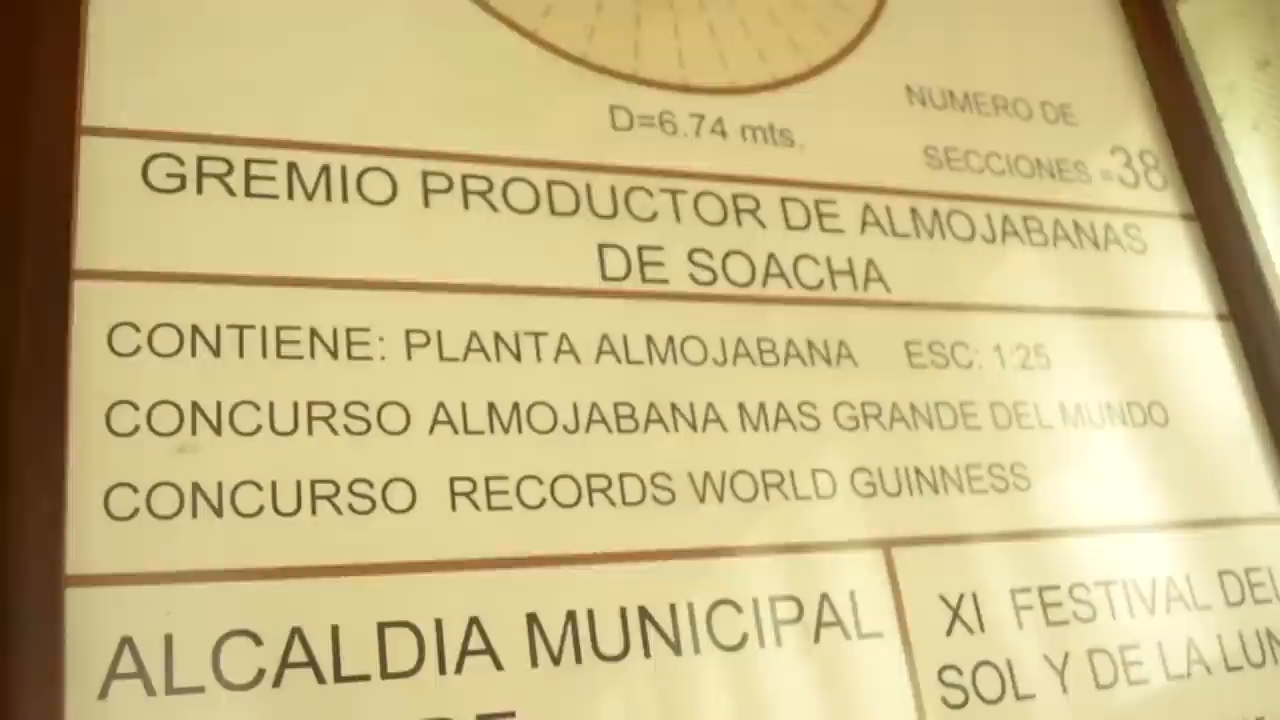 D=6.74 mts.
NUMERO DE
SECCIONES =38
GREMIO PRODUCTOR DE ALMOJABANAS
DE SOACHA
CONTIENE: PLANTA ALMOJABANA ESC: 1:25
CONCURSO ALMOJABANA MAS GRANDE DEL MUNDO
CONCURSO RECORDS WORLD GUINNESS
ALCALDIA MUNICIPAL
XI FESTIVAL DEL
SOL Y DE LA LUN